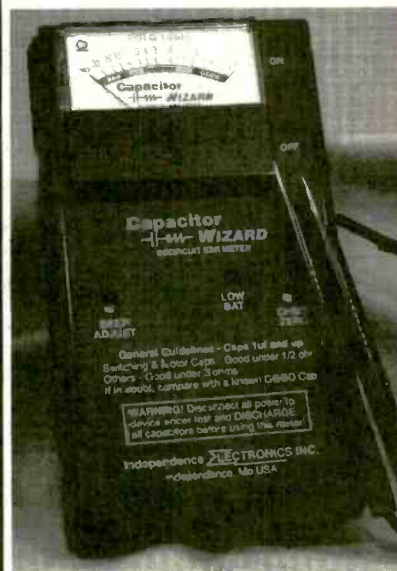 ON
BAD
GOOD
Capacitor
WIZARD
OFF
Capacitor
WIZARD
INCIRCUIT ESR METER
LOW
BAT
BEEP
ADJUST
ZERO
General Guidelines - Caps 1uf and up
Switching & Motor Caps - Good under 1/2 ohm
Others - Good under 3 ohms
If in doubt, compare with a known GOOD Cap
WARNING! Disconnect all power to
device under test and DISCHARGE
all capacitors before using this meter!
Independence ELECTRONICS INC.
Independence, Mo USA